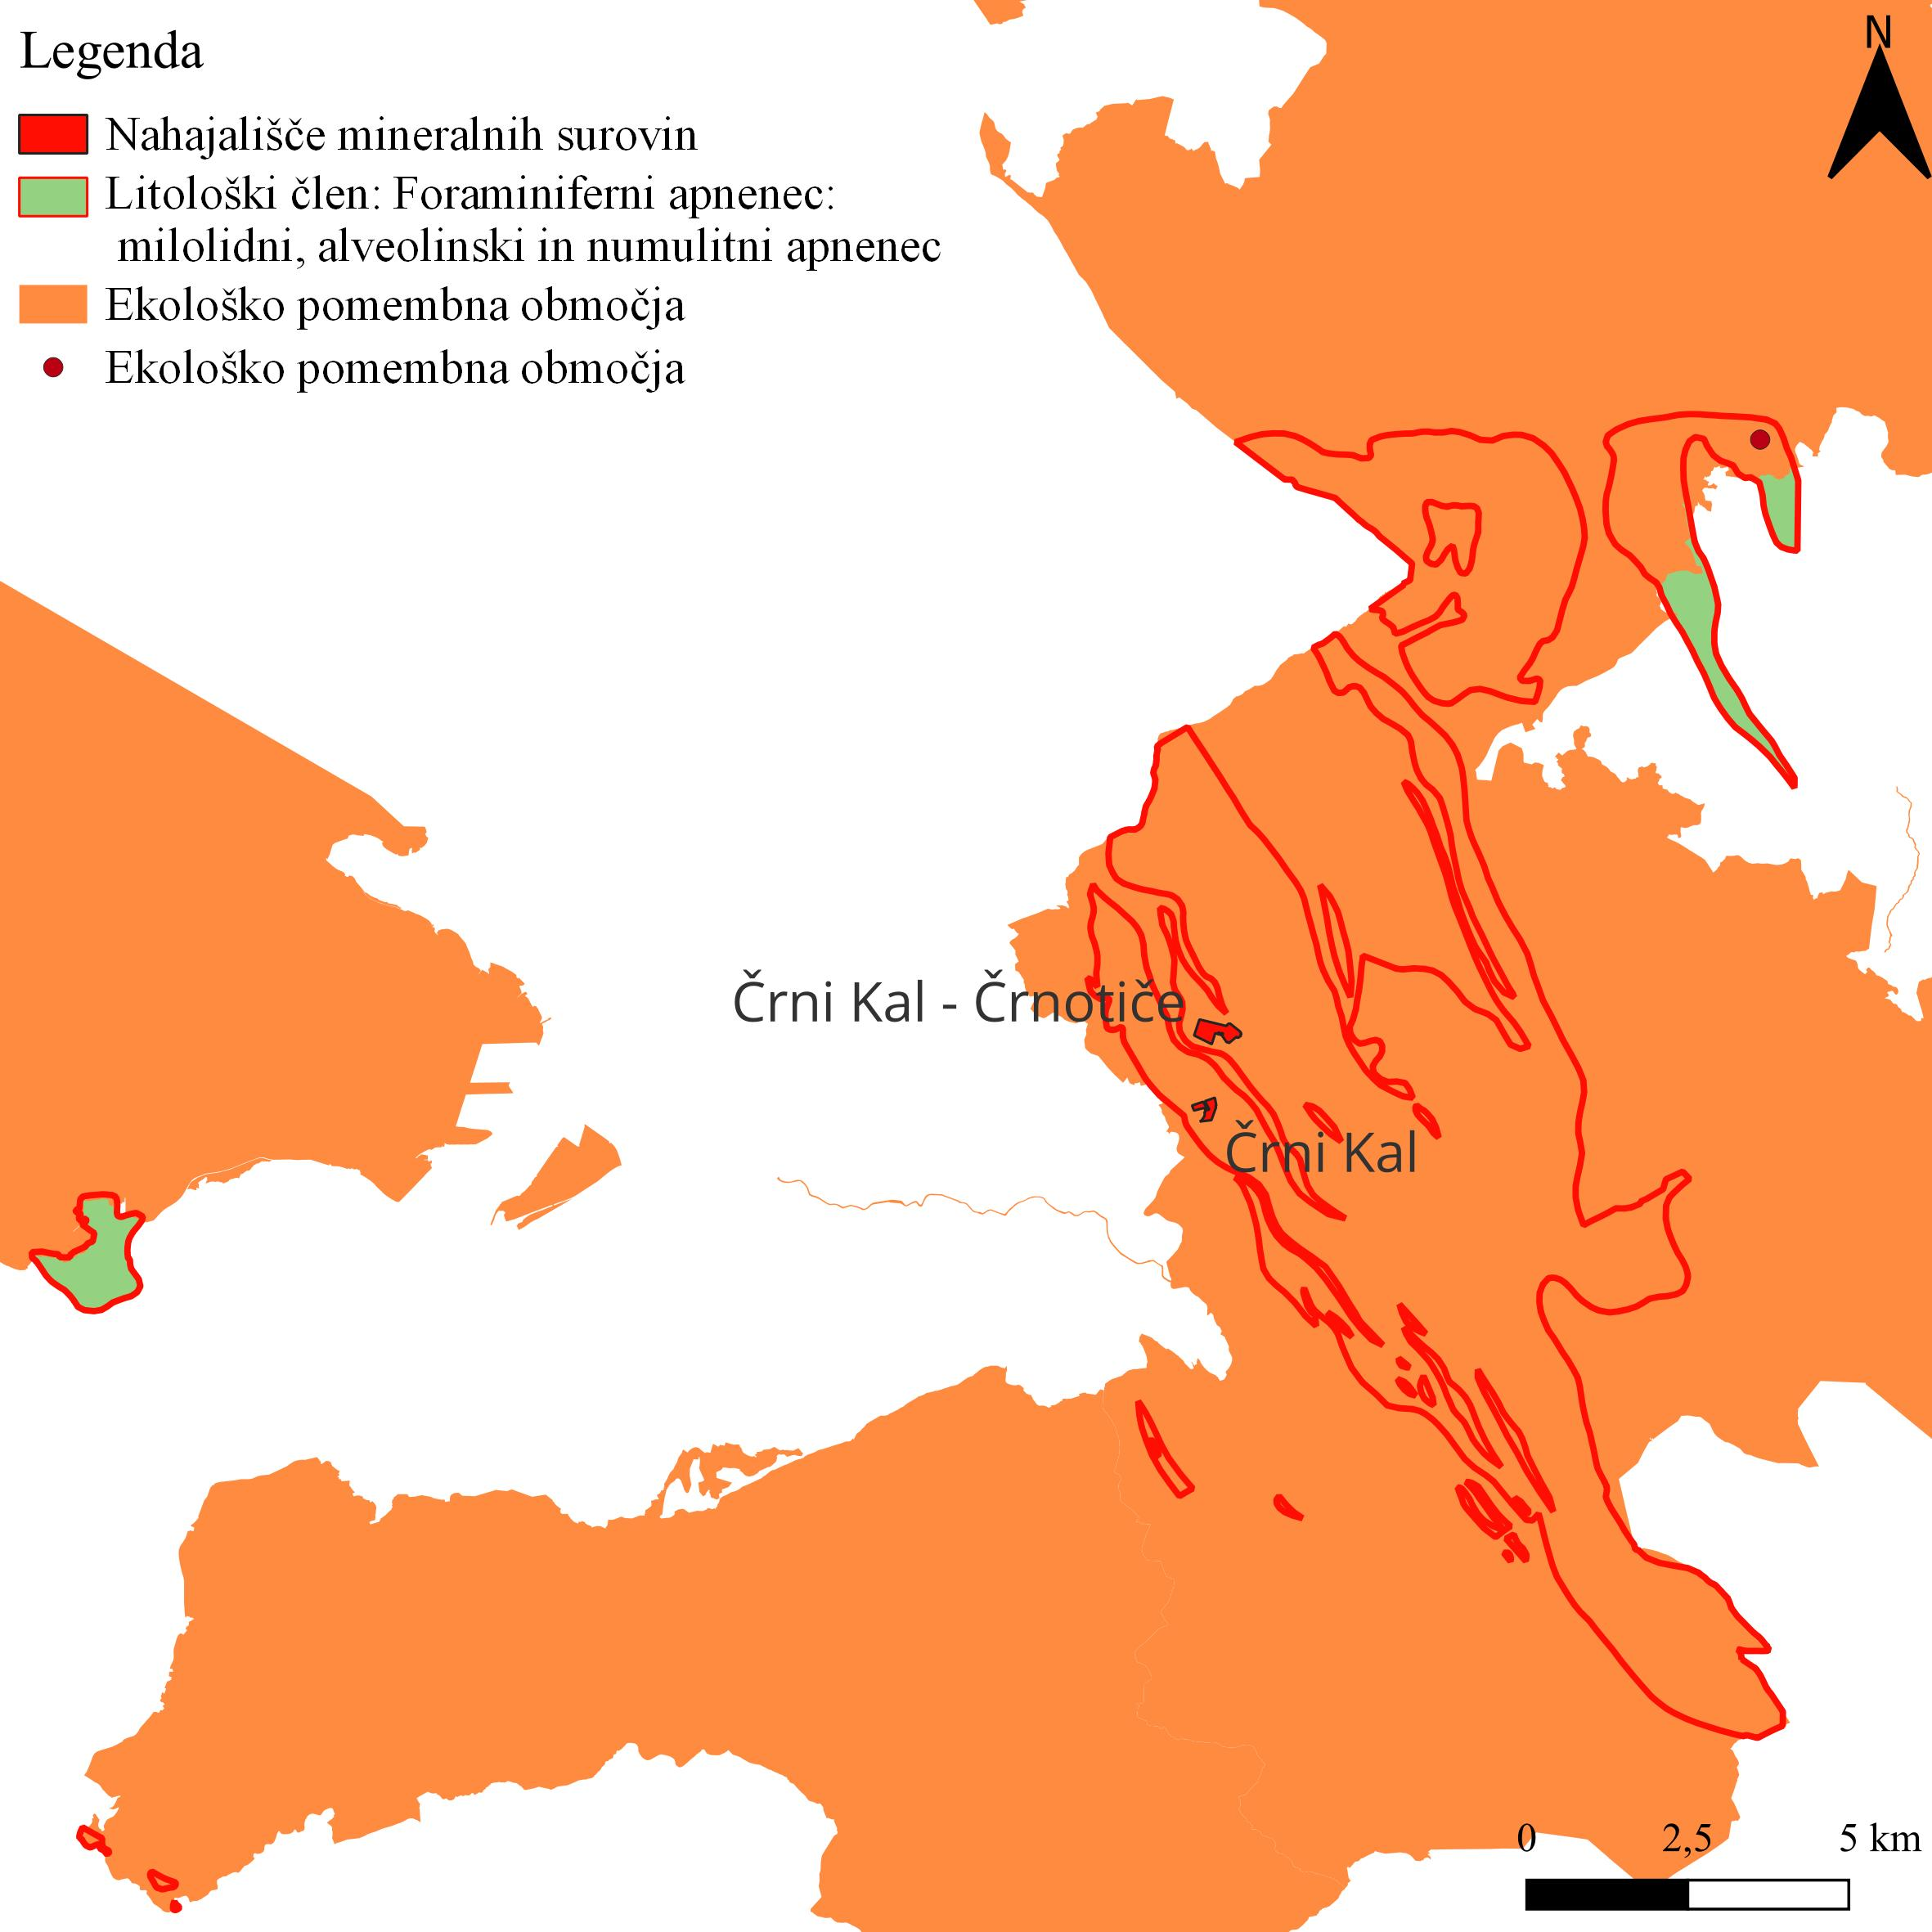 Legenda
Nahajališče mineralnih surovin
Litološki člen: Foraminiferni apnenec:
milolidni, alveolinski in numulitni apnenec
Ekološko pomembna območja
Ekološko pomembna območja
N
Črni Kal - Črnotiče
Črni Kal
0 2,5 5 km